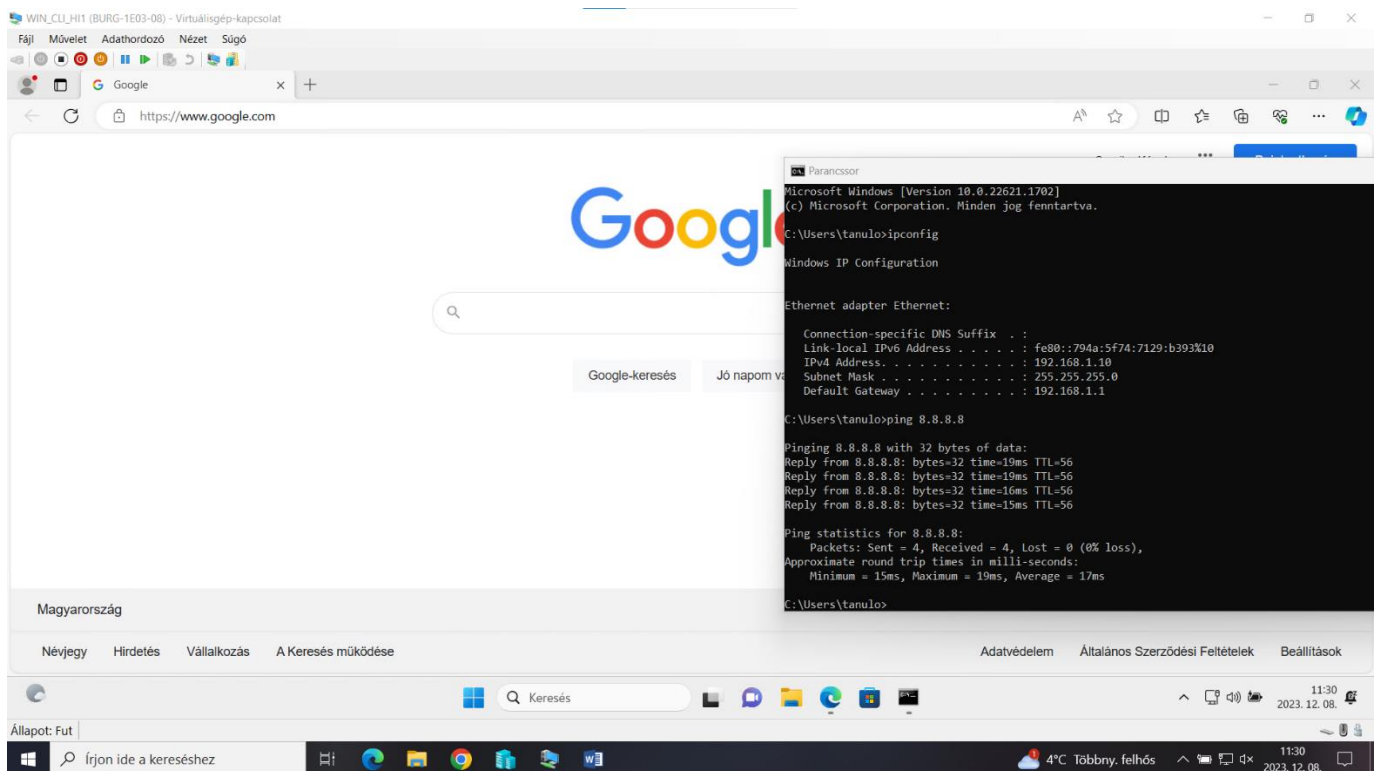 WIN_CLI_HI1 (BURG-1E03-08) - Virtuálisgép-kapcsolat
Fájl Művelet Adathordozó Nézet Súgó
Google
https://www.google.com
Google
Google-keresés Jó napom
Magyarország
Névjegy Hirdetés Vállalkozás A Keresés működése
Adatvédelem Általános Szerződési Feltételek Beállítások
Parancssor
Microsoft Windows [Version 10.0.22621.1702]
(c) Microsoft Corporation. Minden jog fenntartva.
C:\Users\tanulo>ipconfig
Windows IP Configuration
Ethernet adapter Ethernet:
Connection-specific DNS Suffix . :
Link-local IPv6 Address . . . . . : fe80::794a:5f74:7129:b393%10
IPv4 Address. . . . . . . . . . . : 192.168.1.10
Subnet Mask . . . . . . . . . . . : 255.255.255.0
Default Gateway . . . . . . . . . : 192.168.1.1
C:\Users\tanulo>ping 8.8.8.8
Pinging 8.8.8.8 with 32 bytes of data:
Reply from 8.8.8.8: bytes=32 time=19ms TTL=56
Reply from 8.8.8.8: bytes=32 time=19ms TTL=56
Reply from 8.8.8.8: bytes=32 time=16ms TTL=56
Reply from 8.8.8.8: bytes=32 time=15ms TTL=56
Ping statistics for 8.8.8.8:
Packets: Sent = 4, Received = 4, Lost = 0 (0% loss),
Approximate round trip times in milli-seconds:
Minimum = 15ms, Maximum = 19ms, Average = 17ms
C:\Users\tanulo>
Keresés
11:30
2023. 12. 08.
Állapot: Fut
Írjon ide a kereséshez
4°C Többny. felhős
11:30
2023. 12. 08.